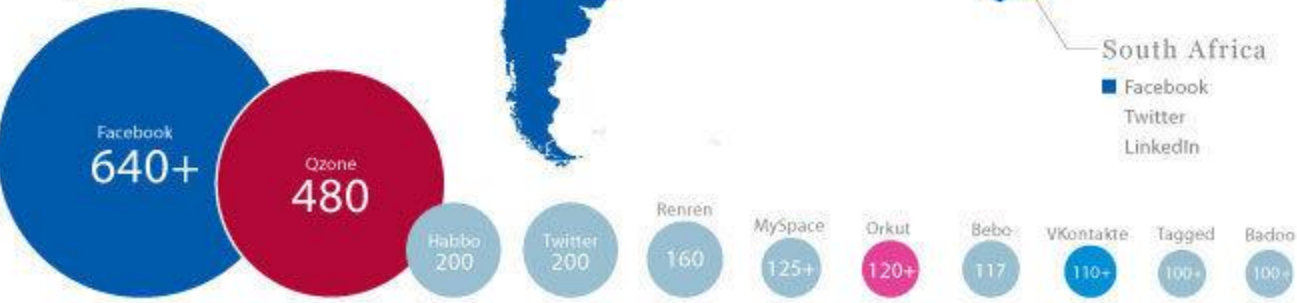 South Africa
Facebook
Twitter
LinkedIn
Facebook
640+
Qzone
480
Habbo
200
Twitter
200
Renren
160
MySpace
125+
Orkut
120+
Bebo
117
VKontakte
110+
Tagged
100+
Badoo
100+